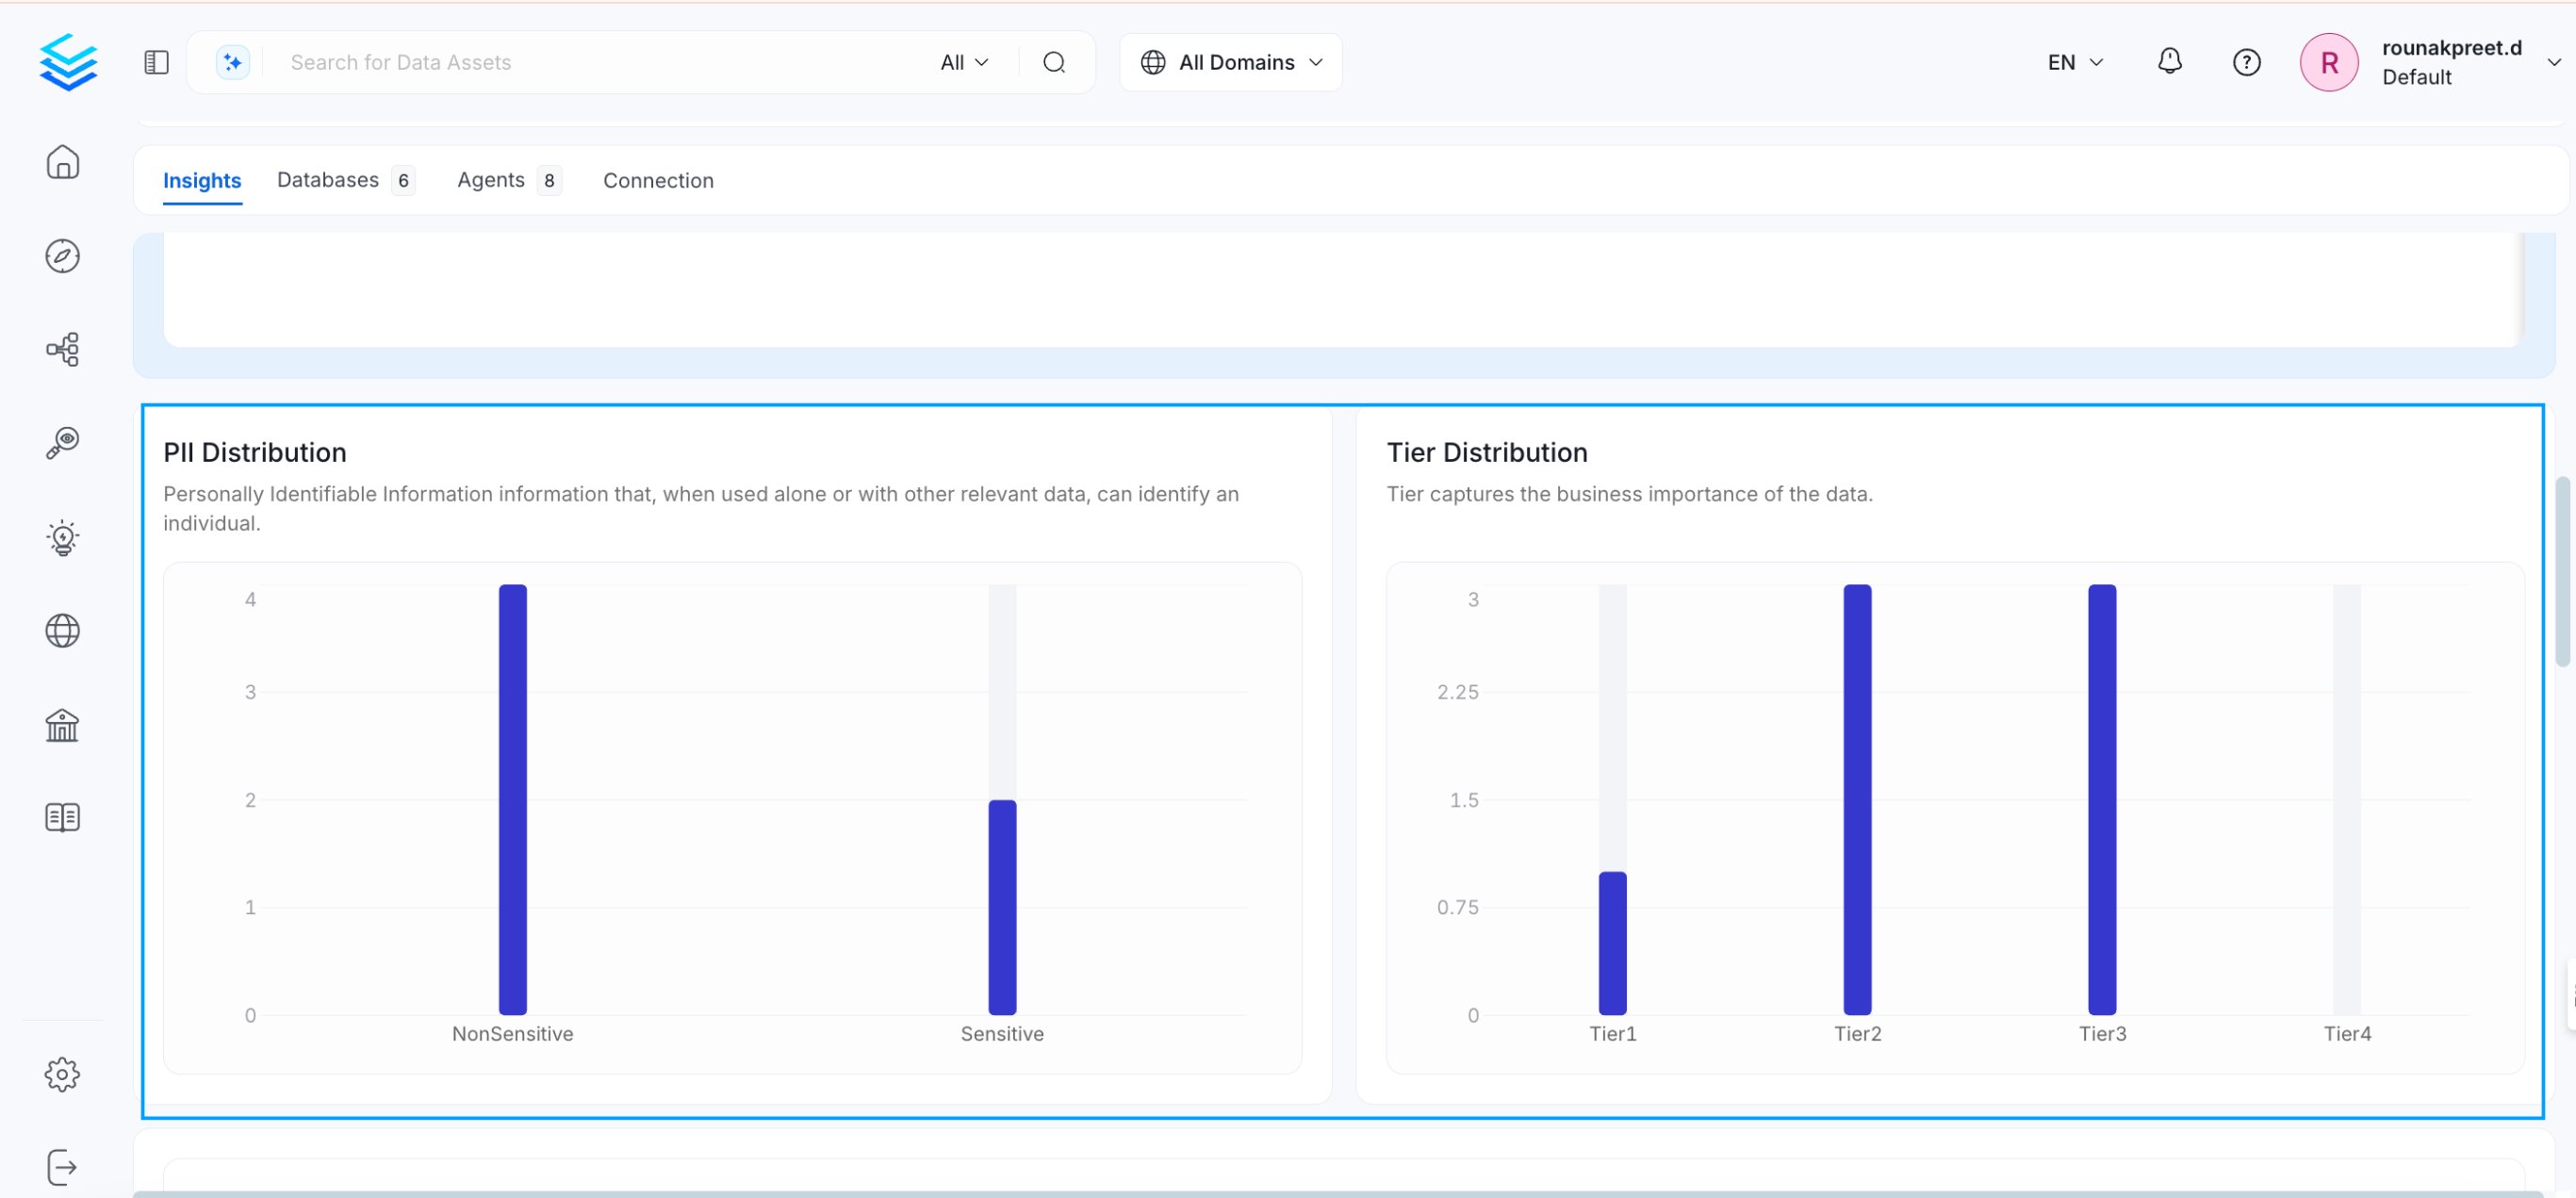 Search for Data Assets
All
All Domains
EN
R
rounakpreet.d
Default
Insights
Databases 6
Agents 8
Connection
PII Distribution
Personally Identifiable Information information that, when used alone or with other relevant data, can identify an
individual.
4
3
2
1
0
NonSensitive
Sensitive
Tier Distribution
Tier captures the business importance of the data.
3
2.25
1.5
0.75
0
Tier1
Tier2
Tier3
Tier4